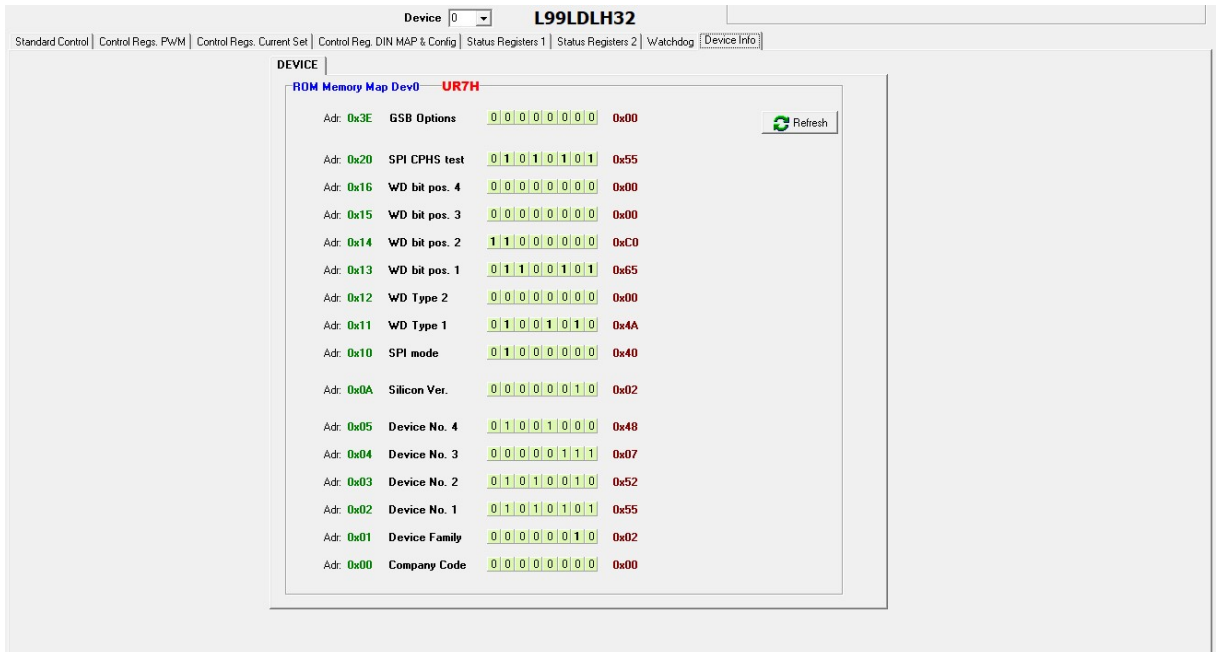 Device 0 L99LDLH32
Standard Control Control Regs. PWM Control Regs. Current Set Control Reg. DIN MAP & Config Status Registers 1 Status Registers 2 Watchdog Device Info
DEVICE
ROM Memory Map Dev0 UR7H
Adr. 0x3E GSB Options 0 0 0 0 0 0 0 0 0x00
Refresh
Adr. 0x20 SPI CPHS test 0 1 0 1 0 1 0 1 0x55
Adr. 0x16 WD bit pos. 4 0 0 0 0 0 0 0 0 0x00
Adr. 0x15 WD bit pos. 3 0 0 0 0 0 0 0 0 0x00
Adr. 0x14 WD bit pos. 2 1 1 0 0 0 0 0 0 0xC0
Adr. 0x13 WD bit pos. 1 0 1 1 0 0 1 0 1 0x65
Adr. 0x12 WD Type 2 0 0 0 0 0 0 0 0 0x00
Adr. 0x11 WD Type 1 0 1 0 0 1 0 1 0 0x4A
Adr. 0x10 SPI mode 0 1 0 0 0 0 0 0 0x40
Adr. 0x0A Silicon Ver. 0 0 0 0 0 0 1 0 0x02
Adr. 0x05 Device No. 4 0 1 0 0 1 0 0 0 0x48
Adr. 0x04 Device No. 3 0 0 0 0 0 1 1 1 0x07
Adr. 0x03 Device No. 2 0 1 0 1 0 0 1 0 0x52
Adr. 0x02 Device No. 1 0 1 0 1 0 1 0 1 0x55
Adr. 0x01 Device Family 0 0 0 0 0 0 1 0 0x02
Adr. 0x00 Company Code 0 0 0 0 0 0 0 0 0x00